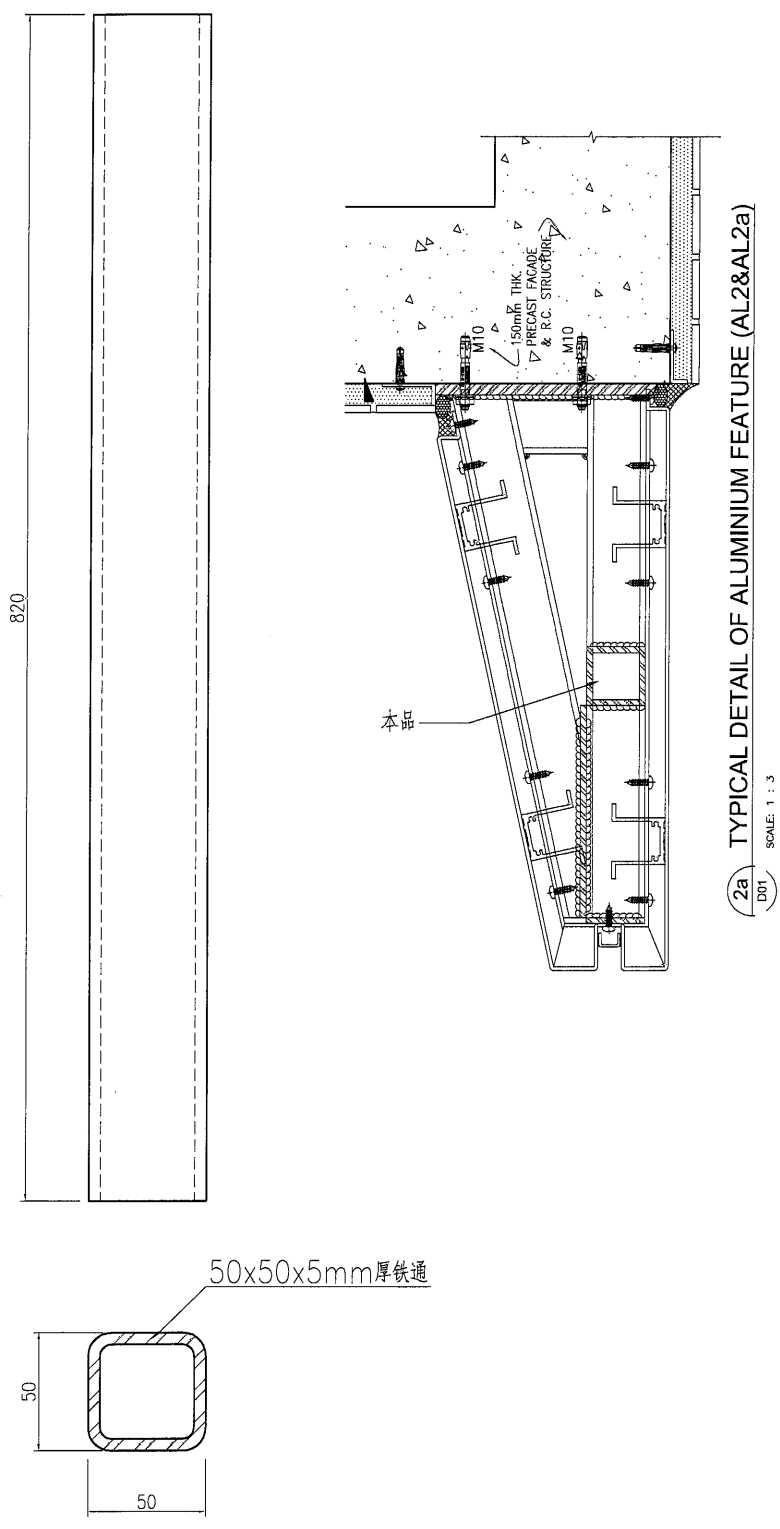 820
M10
150mm THK.
PRECAST FACADE
& R.C. STRUCTURE
M10
本品
2a
D01
TYPICAL DETAIL OF ALUMINIUM FEATURE (AL2&AL2a)
SCALE: 1 : 3
50x50x5mm厚铁通
50
50